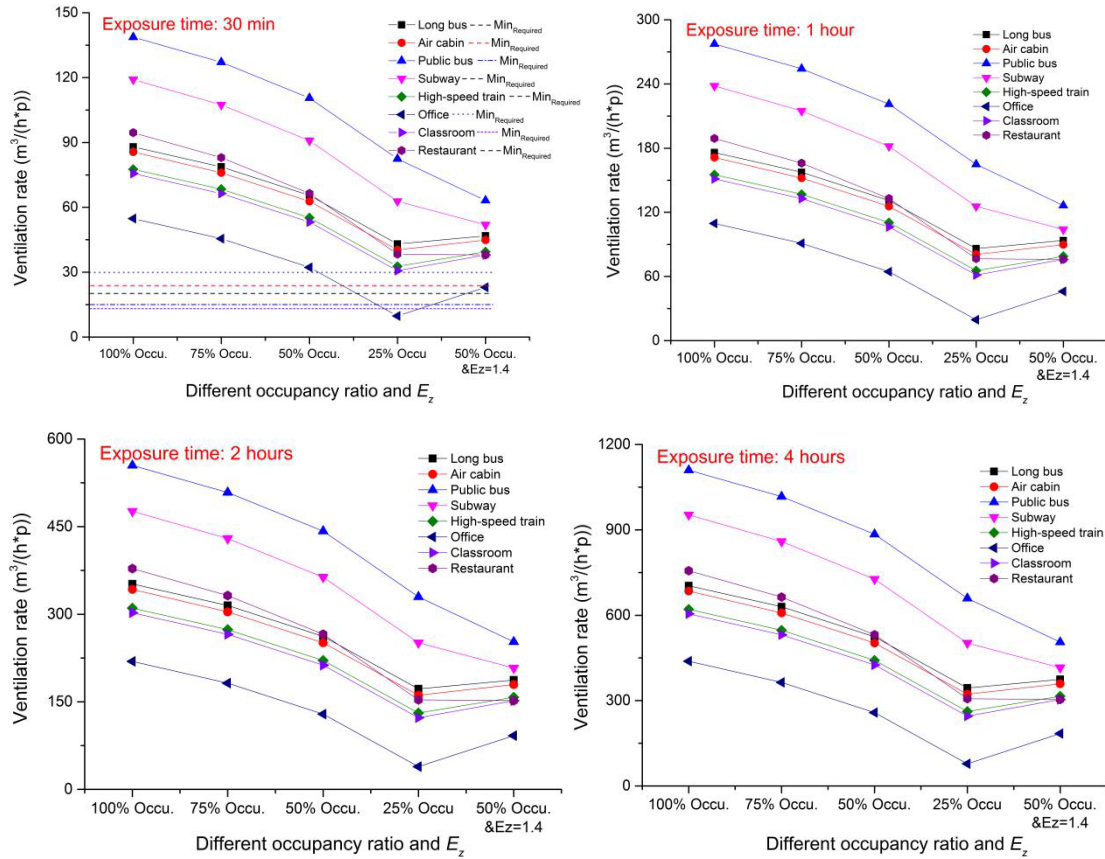 Exposure time: 30 min
Long bus Min_Required
Air cabin Min_Required
Public bus Min_Required
Subway Min_Required
High-speed train Min_Required
Office Min_Required
Classroom Min_Required
Restaurant Min_Required
Ventilation rate (m³/(h*p))
150
120
90
60
30
0
100% Occu. 75% Occu. 50% Occu. 25% Occu 50% Occu.
&Ez=1.4
Different occupancy ratio and E_z
Exposure time: 1 hour
Long bus
Air cabin
Public bus
Subway
High-speed train
Office
Classroom
Restaurant
Ventilation rate (m³/(h*p))
300
240
180
120
60
0
100% Occu. 75% Occu. 50% Occu. 25% Occu 50% Occu.
&Ez=1.4
Different occupancy ratio and E_z
Exposure time: 2 hours
Long bus
Air cabin
Public bus
Subway
High-speed train
Office
Classroom
Restaurant
Ventilation rate (m³/(h*p))
600
450
300
150
0
100% Occu. 75% Occu. 50% Occu. 25% Occu 50% Occu.
&Ez=1.4
Different occupancy ratio and E_z
Exposure time: 4 hours
Long bus
Air cabin
Public bus
Subway
High-speed train
Office
Classroom
Restaurant
Ventilation rate (m³/(h*p))
1200
900
600
300
0
100% Occu. 75% Occu. 50% Occu. 25% Occu 50% Occu.
&Ez=1.4
Different occupancy ratio and E_z